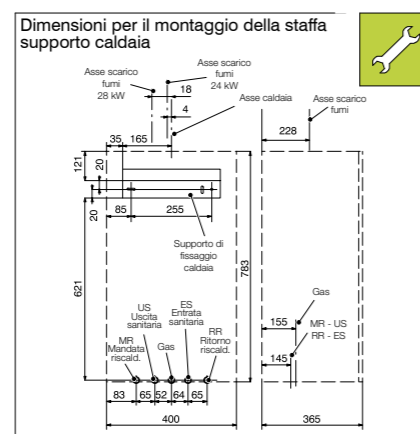 Dimensioni per il montaggio della staffa
supporto caldaia
Asse scarico
fumi
24 kW
Asse scarico
fumi
28 kW
18
4
Asse caldaia
Asse scarico
fumi
35
165
228
121
20
20
85
255
Supporto di
fissaggio
caldaia
621
783
Gas
155
MR - US
RR - ES
145
ES
Entrata
sanitaria
US
Uscita
sanitaria
Gas
RR
Ritorno
riscald.
MR
Mandata
riscald.
83
65
52
64
65
400
365